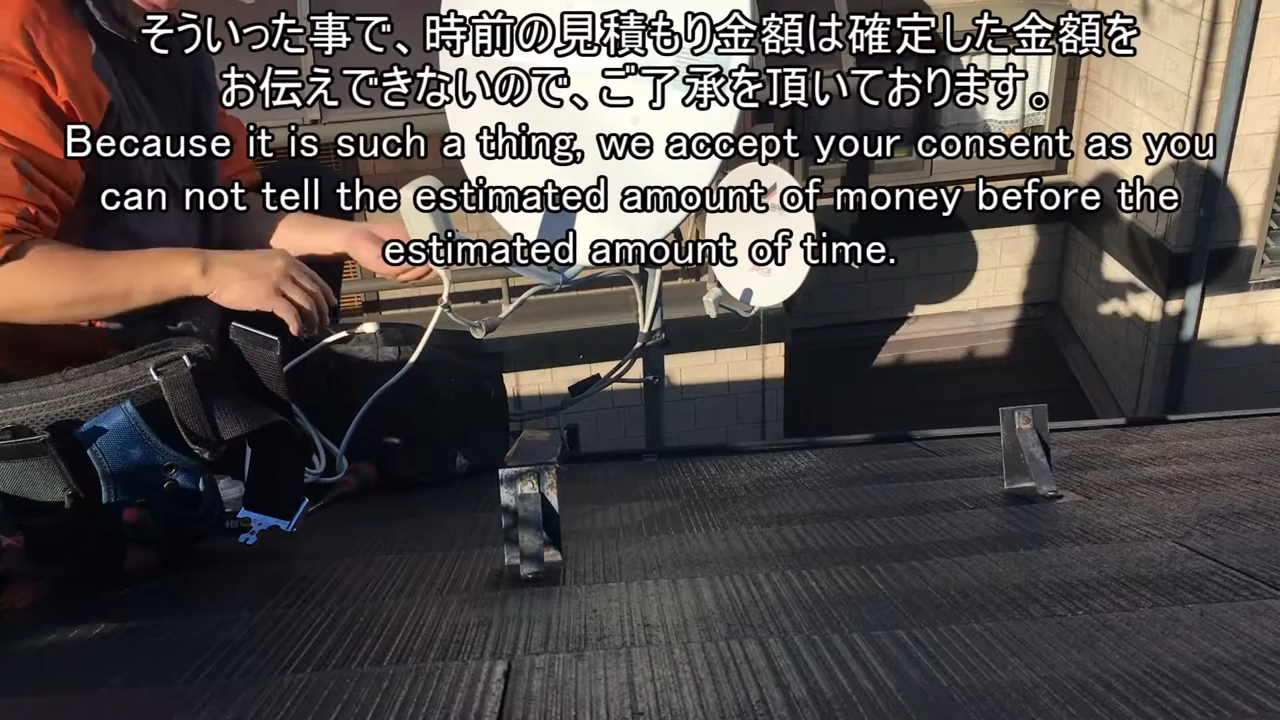 そういった事で、時前の見積もり金額は確定した金額を
お伝えできないので、ご了承を頂いております。
Because it is such a thing, we accept your consent as you
can not tell the estimated amount of money before the
estimated amount of time.